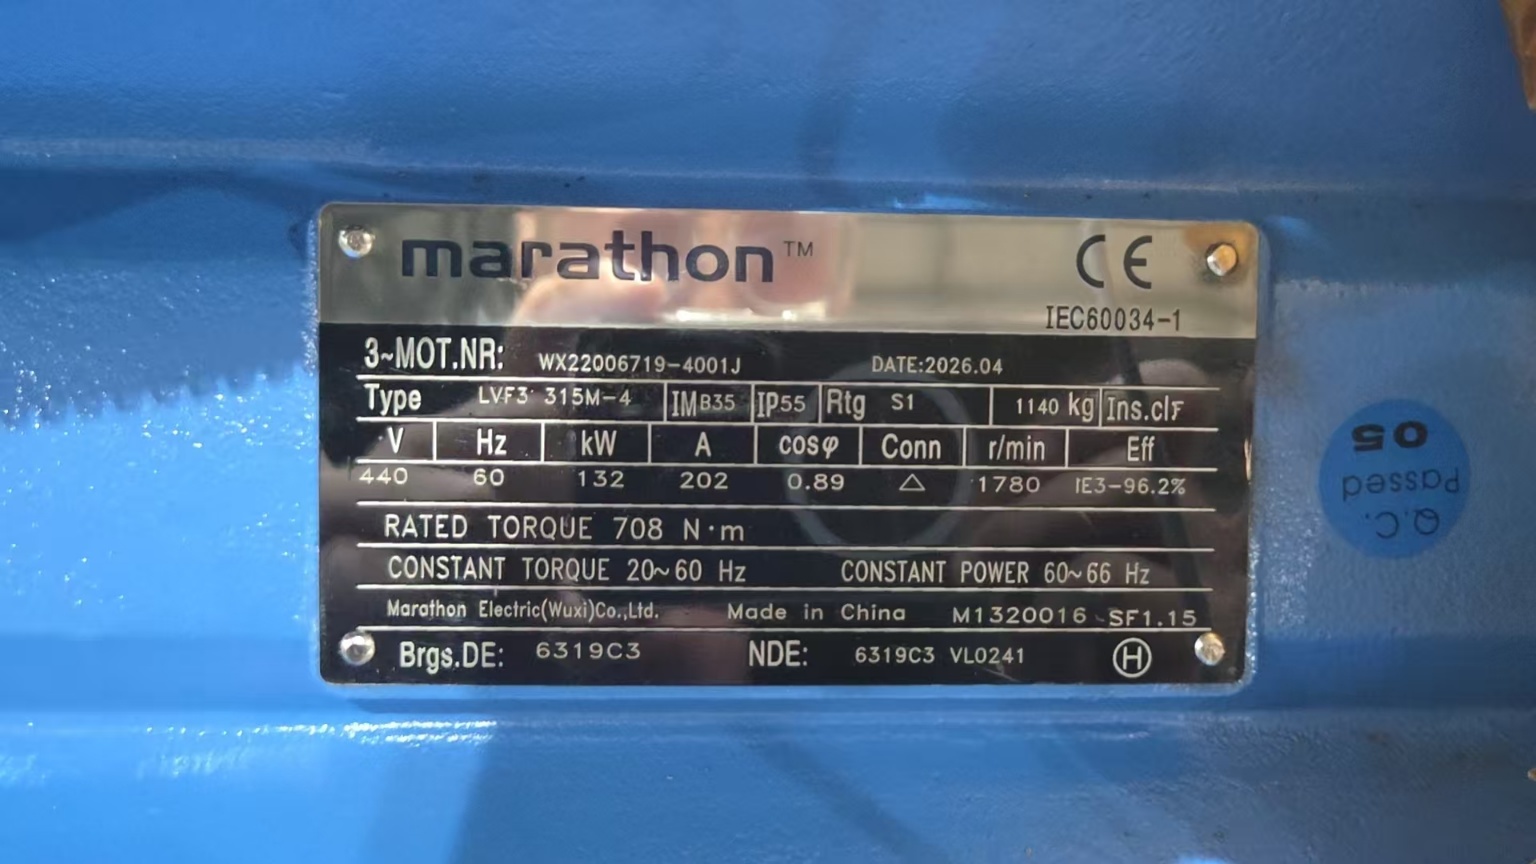 marathon™
CE
IEC60034-1
3~MOT.NR: WX22006719-4001J DATE:2026.04
Type LVF3 315M-4 IM B35 IP55 Rtg S1 1140 kg Ins.cl F
V Hz kW A cosφ Conn r/min Eff
440 60 132 202 0.89 △ 1780 IE3-96.2%
RATED TORQUE 708 N·m
CONSTANT TORQUE 20~60 Hz CONSTANT POWER 60~66 Hz
Marathon Electric(Wuxi)Co.,Ltd. Made in China M1320016 SF1.15
Brgs.DE: 6319C3 NDE: 6319C3 VL0241 H
Q.C.
Passed
05